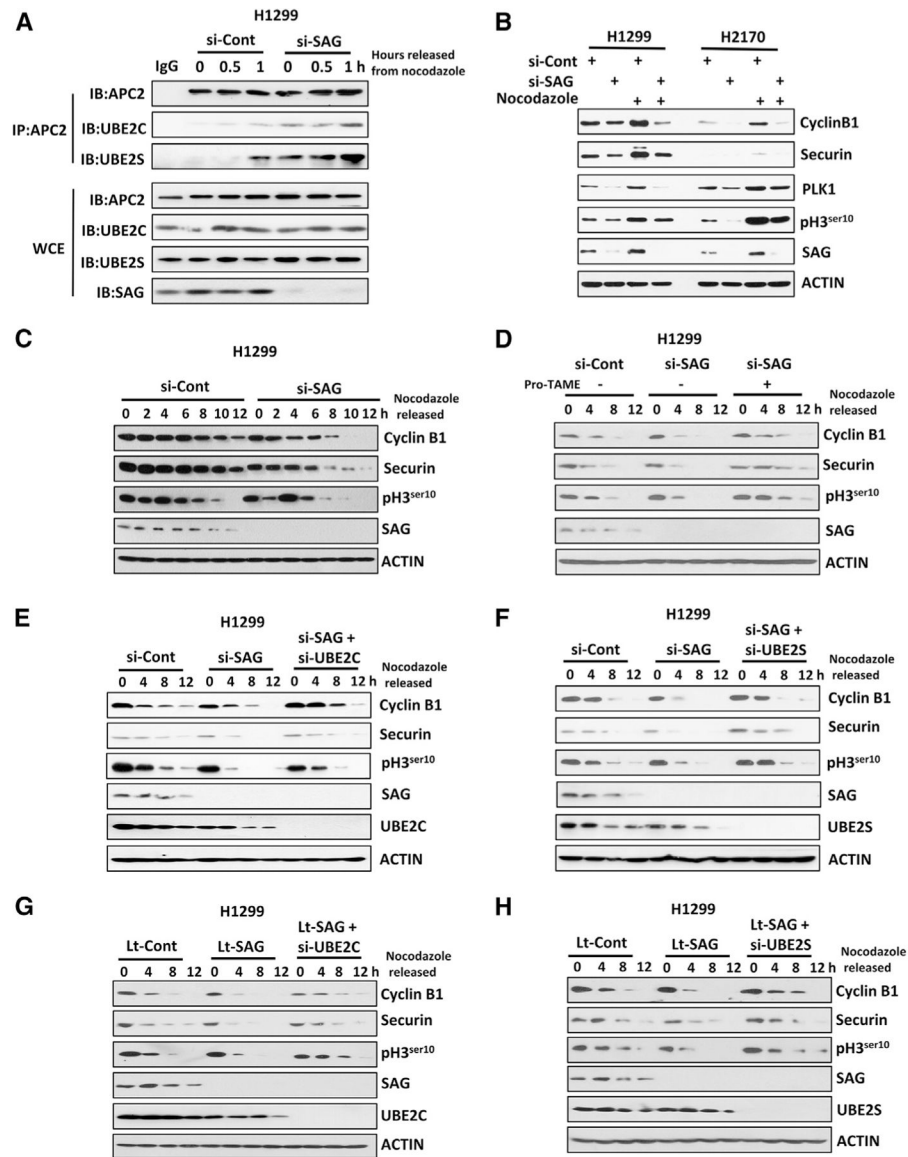 A
H1299
si-Cont si-SAG
Hours released
from nocodazole
IgG 0 0.5 1 0 0.5 1 h
IP:APC2
IB:APC2
IB:UBE2C
IB:UBE2S
WCE
IB:APC2
IB:UBE2C
IB:UBE2S
IB:SAG
B
H1299 H2170
si-Cont + + + +
si-SAG + + + +
Nocodazole + + + +
CyclinB1
Securin
PLK1
pH3ser10
SAG
ACTIN
C
H1299
si-Cont si-SAG
Nocodazole
released
0 2 4 6 8 10 12 0 2 4 6 8 10 12 h
Cyclin B1
Securin
pH3ser10
SAG
ACTIN
D
H1299
si-Cont si-SAG si-SAG
Pro-TAME - - +
Nocodazole
released
0 4 8 12 0 4 8 12 0 4 8 12 h
Cyclin B1
Securin
pH3ser10
SAG
ACTIN
E
H1299
si-Cont si-SAG si-SAG +
si-UBE2C
Nocodazole
released
0 4 8 12 0 4 8 12 0 4 8 12 h
Cyclin B1
Securin
pH3ser10
SAG
UBE2C
ACTIN
F
H1299
si-Cont si-SAG si-SAG +
si-UBE2S
Nocodazole
released
0 4 8 12 0 4 8 12 0 4 8 12 h
Cyclin B1
Securin
pH3ser10
SAG
UBE2S
ACTIN
G
H1299
Lt-Cont Lt-SAG Lt-SAG +
si-UBE2C
Nocodazole
released
0 4 8 12 0 4 8 12 0 4 8 12 h
Cyclin B1
Securin
pH3ser10
SAG
UBE2C
ACTIN
H
H1299
Lt-Cont Lt-SAG Lt-SAG +
si-UBE2S
Nocodazole
released
0 4 8 12 0 4 8 12 0 4 8 12 h
Cyclin B1
Securin
pH3ser10
SAG
UBE2S
ACTIN